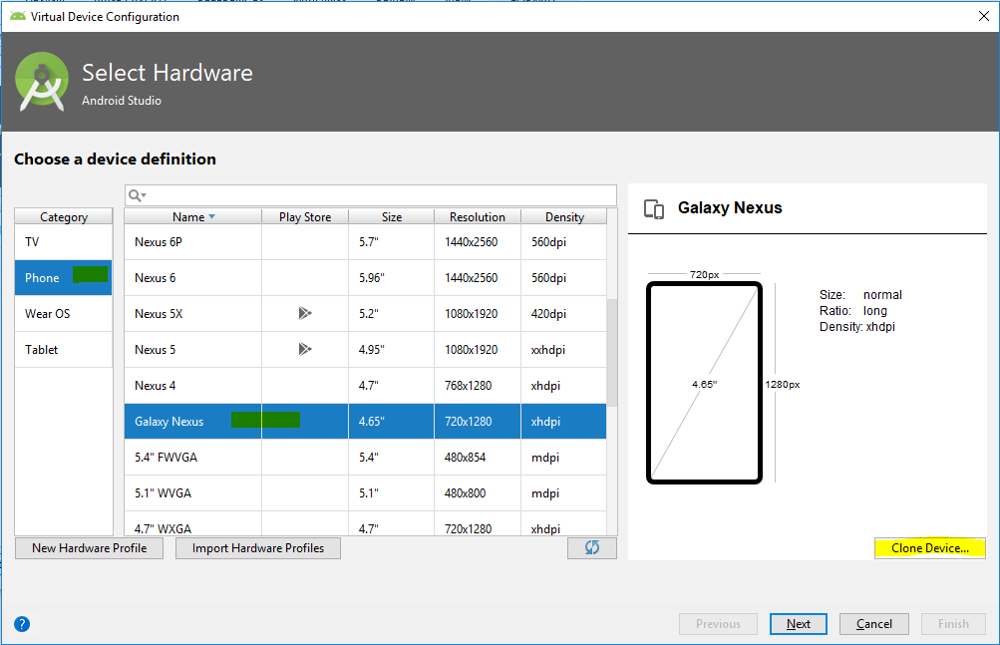 Virtual Device Configuration
Select Hardware
Android Studio
Choose a device definition
Category
TV
Phone
Wear OS
Tablet
Name Play Store Size Resolution Density
Nexus 6P 5.7" 1440x2560 560dpi
Nexus 6 5.96" 1440x2560 560dpi
Nexus 5X 5.2" 1080x1920 420dpi
Nexus 5 4.95" 1080x1920 xxhdpi
Nexus 4 4.7" 768x1280 xhdpi
Galaxy Nexus 4.65" 720x1280 xhdpi
5.4" FWVGA 5.4" 480x854 mdpi
5.1" WVGA 5.1" 480x800 mdpi
4.7" WXGA 4.7" 720x1280 xhdpi
New Hardware Profile Import Hardware Profiles
Galaxy Nexus
720px
4.65"
1280px
Size: normal
Ratio: long
Density: xhdpi
Clone Device...
?
Previous Next Cancel Finish